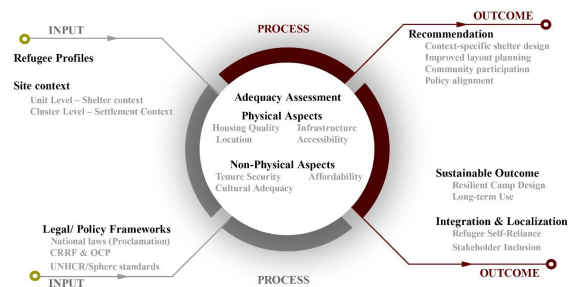 INPUT
Refugee Profiles
Site context
Unit Level – Shelter context
Cluster Level – Settlement Context
PROCESS
Adequacy Assessment
Physical Aspects
Housing Quality Infrastructure
Location Accessibility
Non-Physical Aspects
Tenure Security Affordability
Cultural Adequacy
OUTCOME
Recommendation
Context-specific shelter design
Improved layout planning
Community participation
Policy alignment
Legal/ Policy Frameworks
National laws (Proclamation)
CRRF & OCP
UNHCR/Sphere standards
INPUT
PROCESS
Sustainable Outcome
Resilient Camp Design
Long-term Use
Integration & Localization
Refugee Self-Reliance
Stakeholder Inclusion
OUTCOME